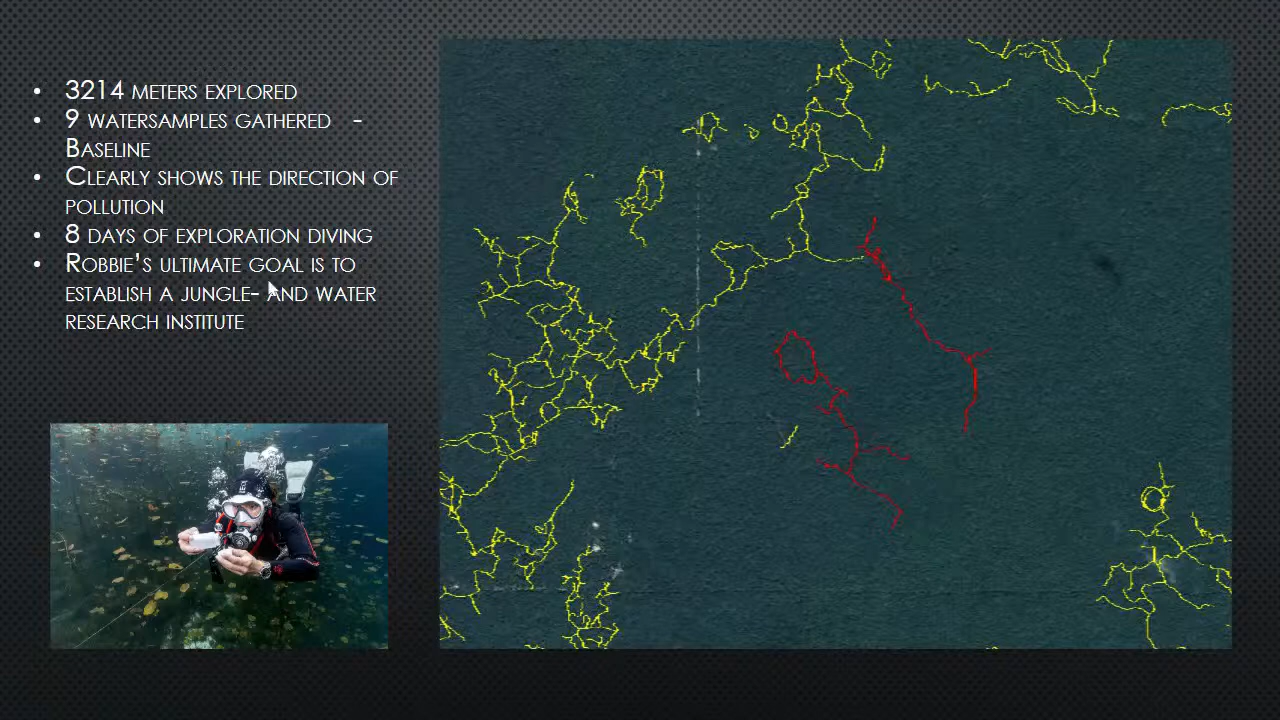 • 3214 meters explored
• 9 watersamples gathered -
Baseline
• Clearly shows the direction of
pollution
• 8 days of exploration diving
• Robbie's ultimate goal is to
establish a jungle- and water
research institute